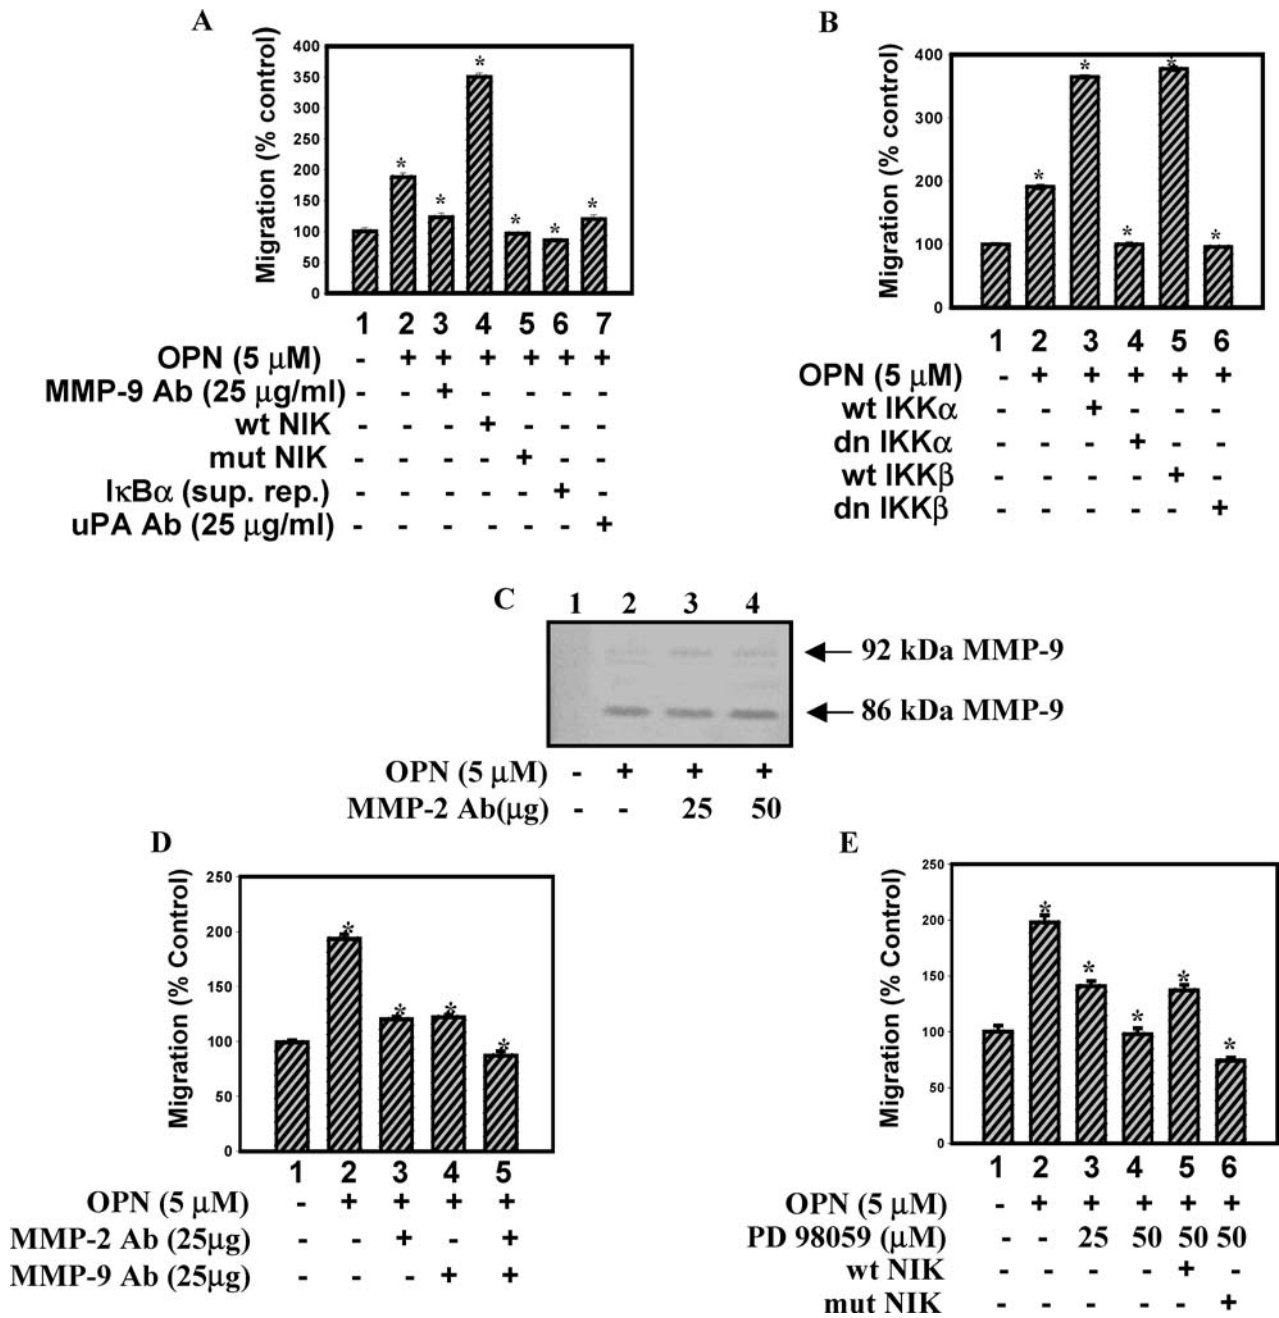 A
Migration (% control)
400
350
300
200
150
100
50
0
* * * * * *
1 2 3 4 5 6 7
OPN (5 μM) - + + + + + +
MMP-9 Ab (25 μg/ml) - - + - - - -
wt NIK - - - + - - -
mut NIK - - - - + - -
IκBα (sup. rep.) - - - - - + -
uPA Ab (25 μg/ml) - - - - - - +
B
Migration (% control)
400
300
200
100
0
* * * * *
1 2 3 4 5 6
OPN (5 μM) - + + + + +
wt IKKα - - + - - -
dn IKKα - - - + - -
wt IKKβ - - - - + -
dn IKKβ - - - - - +
C
1 2 3 4
92 kDa MMP-9
86 kDa MMP-9
OPN (5 μM) - + + +
MMP-2 Ab(μg) - - 25 50
D
Migration (% Control)
250
200
150
100
50
0
* * * *
1 2 3 4 5
OPN (5 μM) - + + + +
MMP-2 Ab (25μg) - - + - +
MMP-9 Ab (25μg) - - - + +
E
Migration (% Control)
250
200
150
100
50
0
* * * * *
1 2 3 4 5 6
OPN (5 μM) - + + + + +
PD 98059 (μM) - - 25 50 50 50
wt NIK - - - - + -
mut NIK - - - - - +